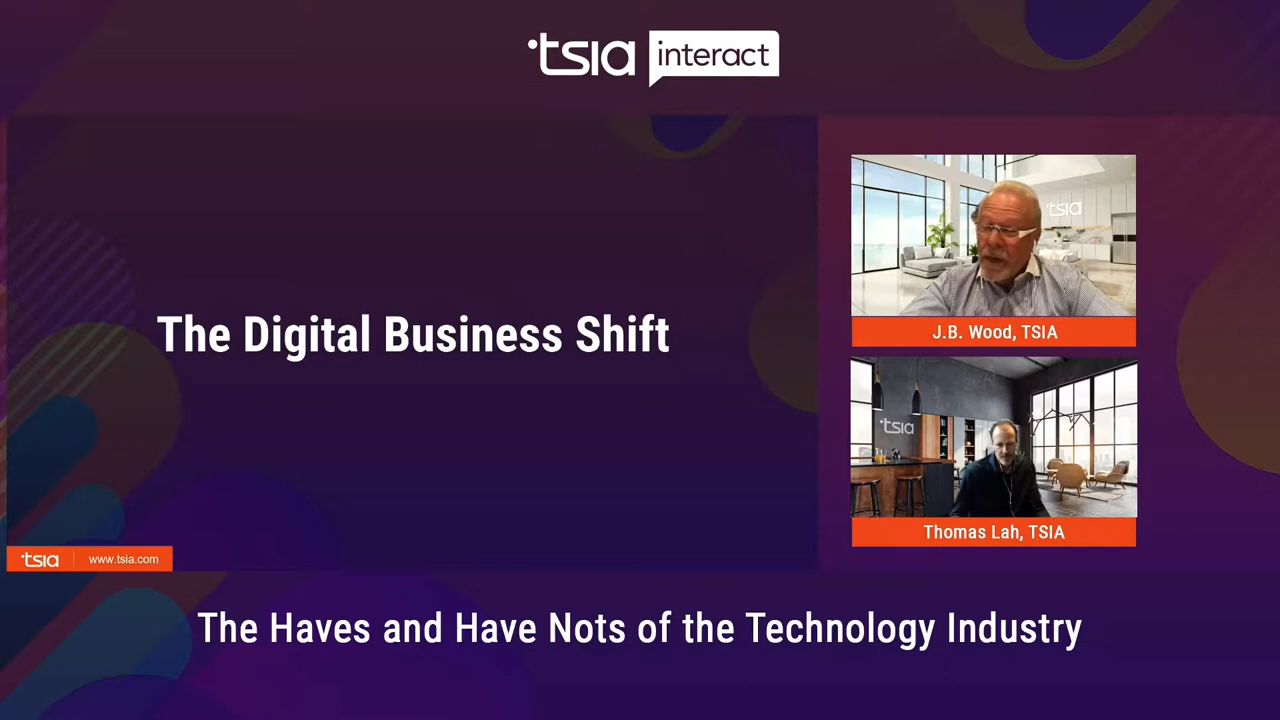 tsia interact
The Digital Business Shift
tsia
J.B. Wood, TSIA
tsia
Thomas Lah, TSIA
tsia www.tsia.com
The Haves and Have Nots of the Technology Industry